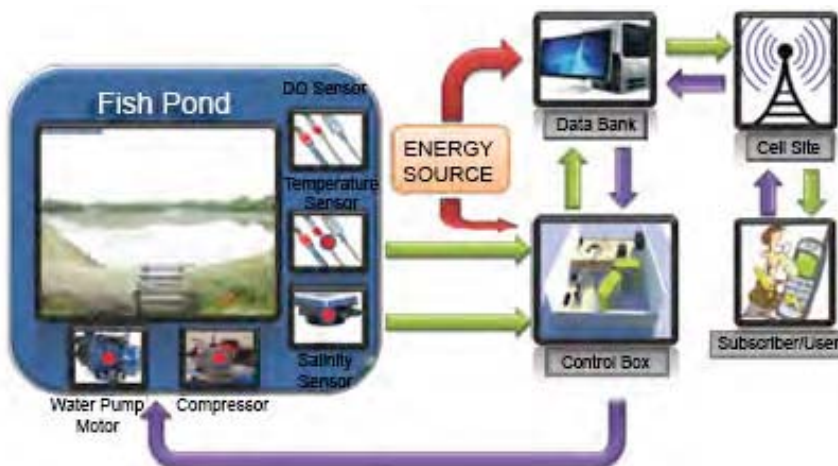 Fish Pond
DO Sensor
Temperature
Sensor
Salinity
Sensor
Water Pump
Motor
Compressor
ENERGY
SOURCE
Data Bank
Cell Site
Control Box
Subscriber/User